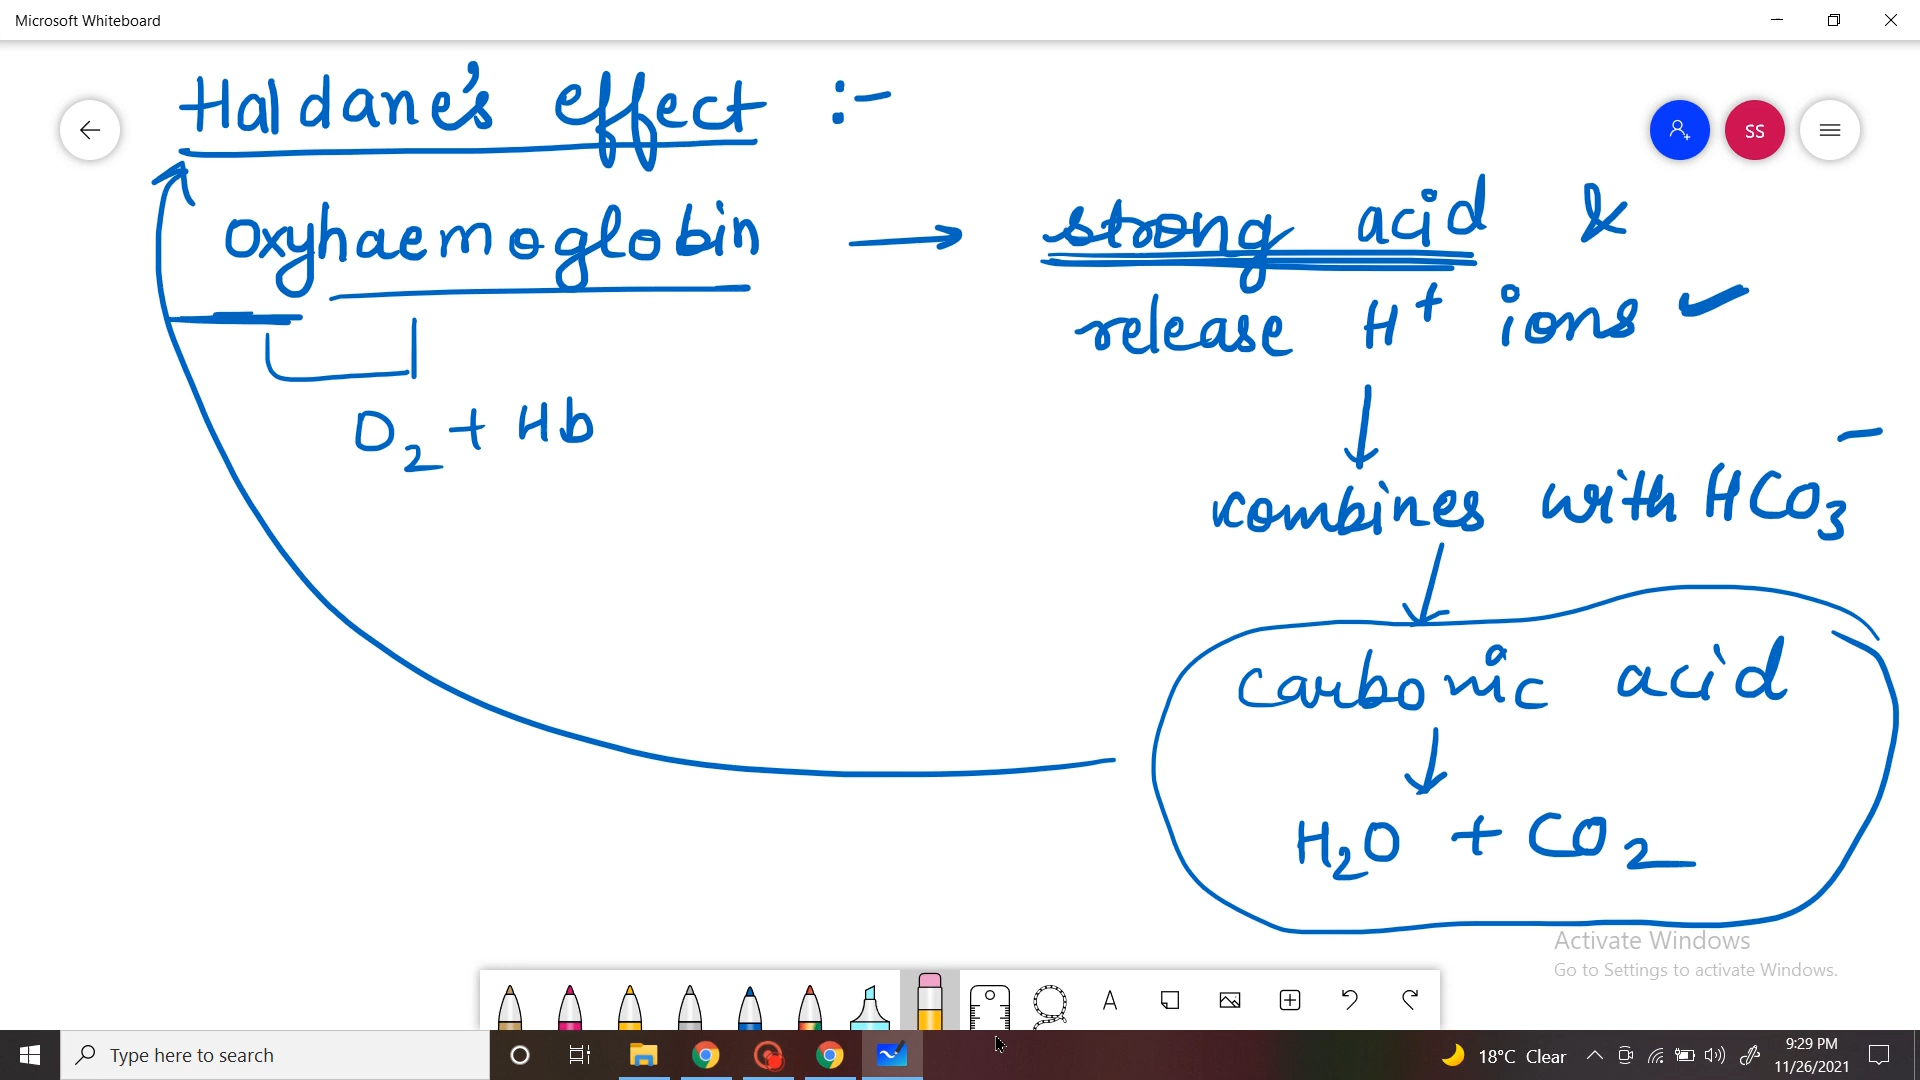 Microsoft Whiteboard
Haldane's effect :-
SS
oxyhaemoglobin → strong acid &
release H⁺ ions ✓
O₂ + Hb
↓
combines with HCO₃⁻
↓
carbonic acid
↓
H₂O + CO₂
Activate Windows
Go to Settings to activate Windows.
A
Type here to search
18°C Clear
9:29 PM
11/26/2021